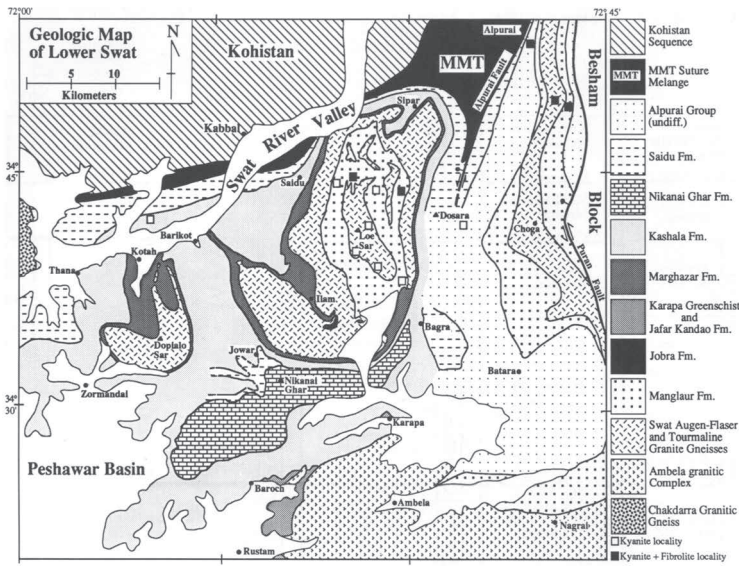 72°00'
72°45'
Geologic Map
of Lower Swat
N
5
10
Kilometers
Kohistan
Alpurai
MMT
Alpurai Fault
Besham
Block
Sipar
Kabbal
Swat River Valley
34°
45'
Saidu
Dosara
Choga
Loe
Sar
Barikot
Kotah
Thana
Puran Fault
Ilam
Bagra
Doptalo
Sar
Jowar
Batara
Nikanai
Ghar
Zormandai
34°
30'
Karapa
Peshawar Basin
Baroch
Ambela
Nagrai
Rustam
Kohistan
Sequence
MMT
MMT Suture
Melange
Alpurai Group
(undiff.)
Saidu Fm.
Nikanai Ghar Fm.
Kashala Fm.
Marghazar Fm.
Karapa Greenschist
and
Jafar Kandao Fm.
Jobra Fm.
Manglaur Fm.
Swat Augen-Flaser
and Tourmaline
Granite Gneisses
Ambela granitic
Complex
Chakdarra Granitic
Gneiss
Kyanite locality
Kyanite + Fibrolite locality